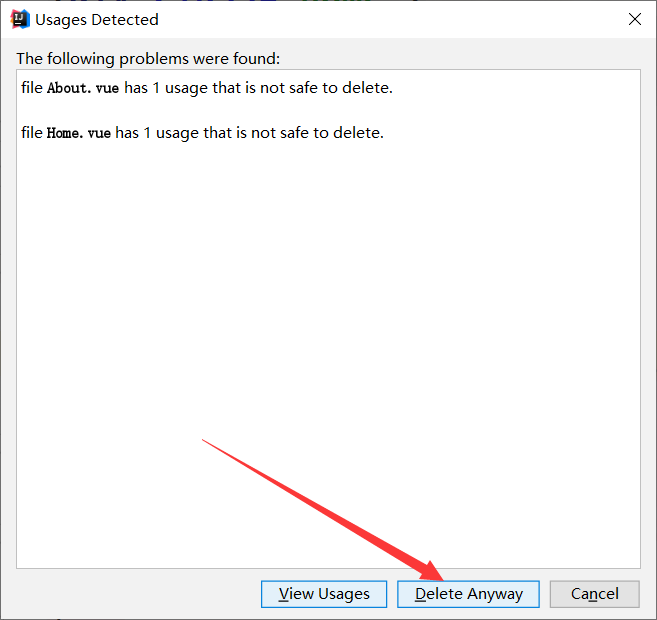 Usages Detected
The following problems were found:
file About.vue has 1 usage that is not safe to delete.
file Home.vue has 1 usage that is not safe to delete.
View Usages
Delete Anyway
Cancel